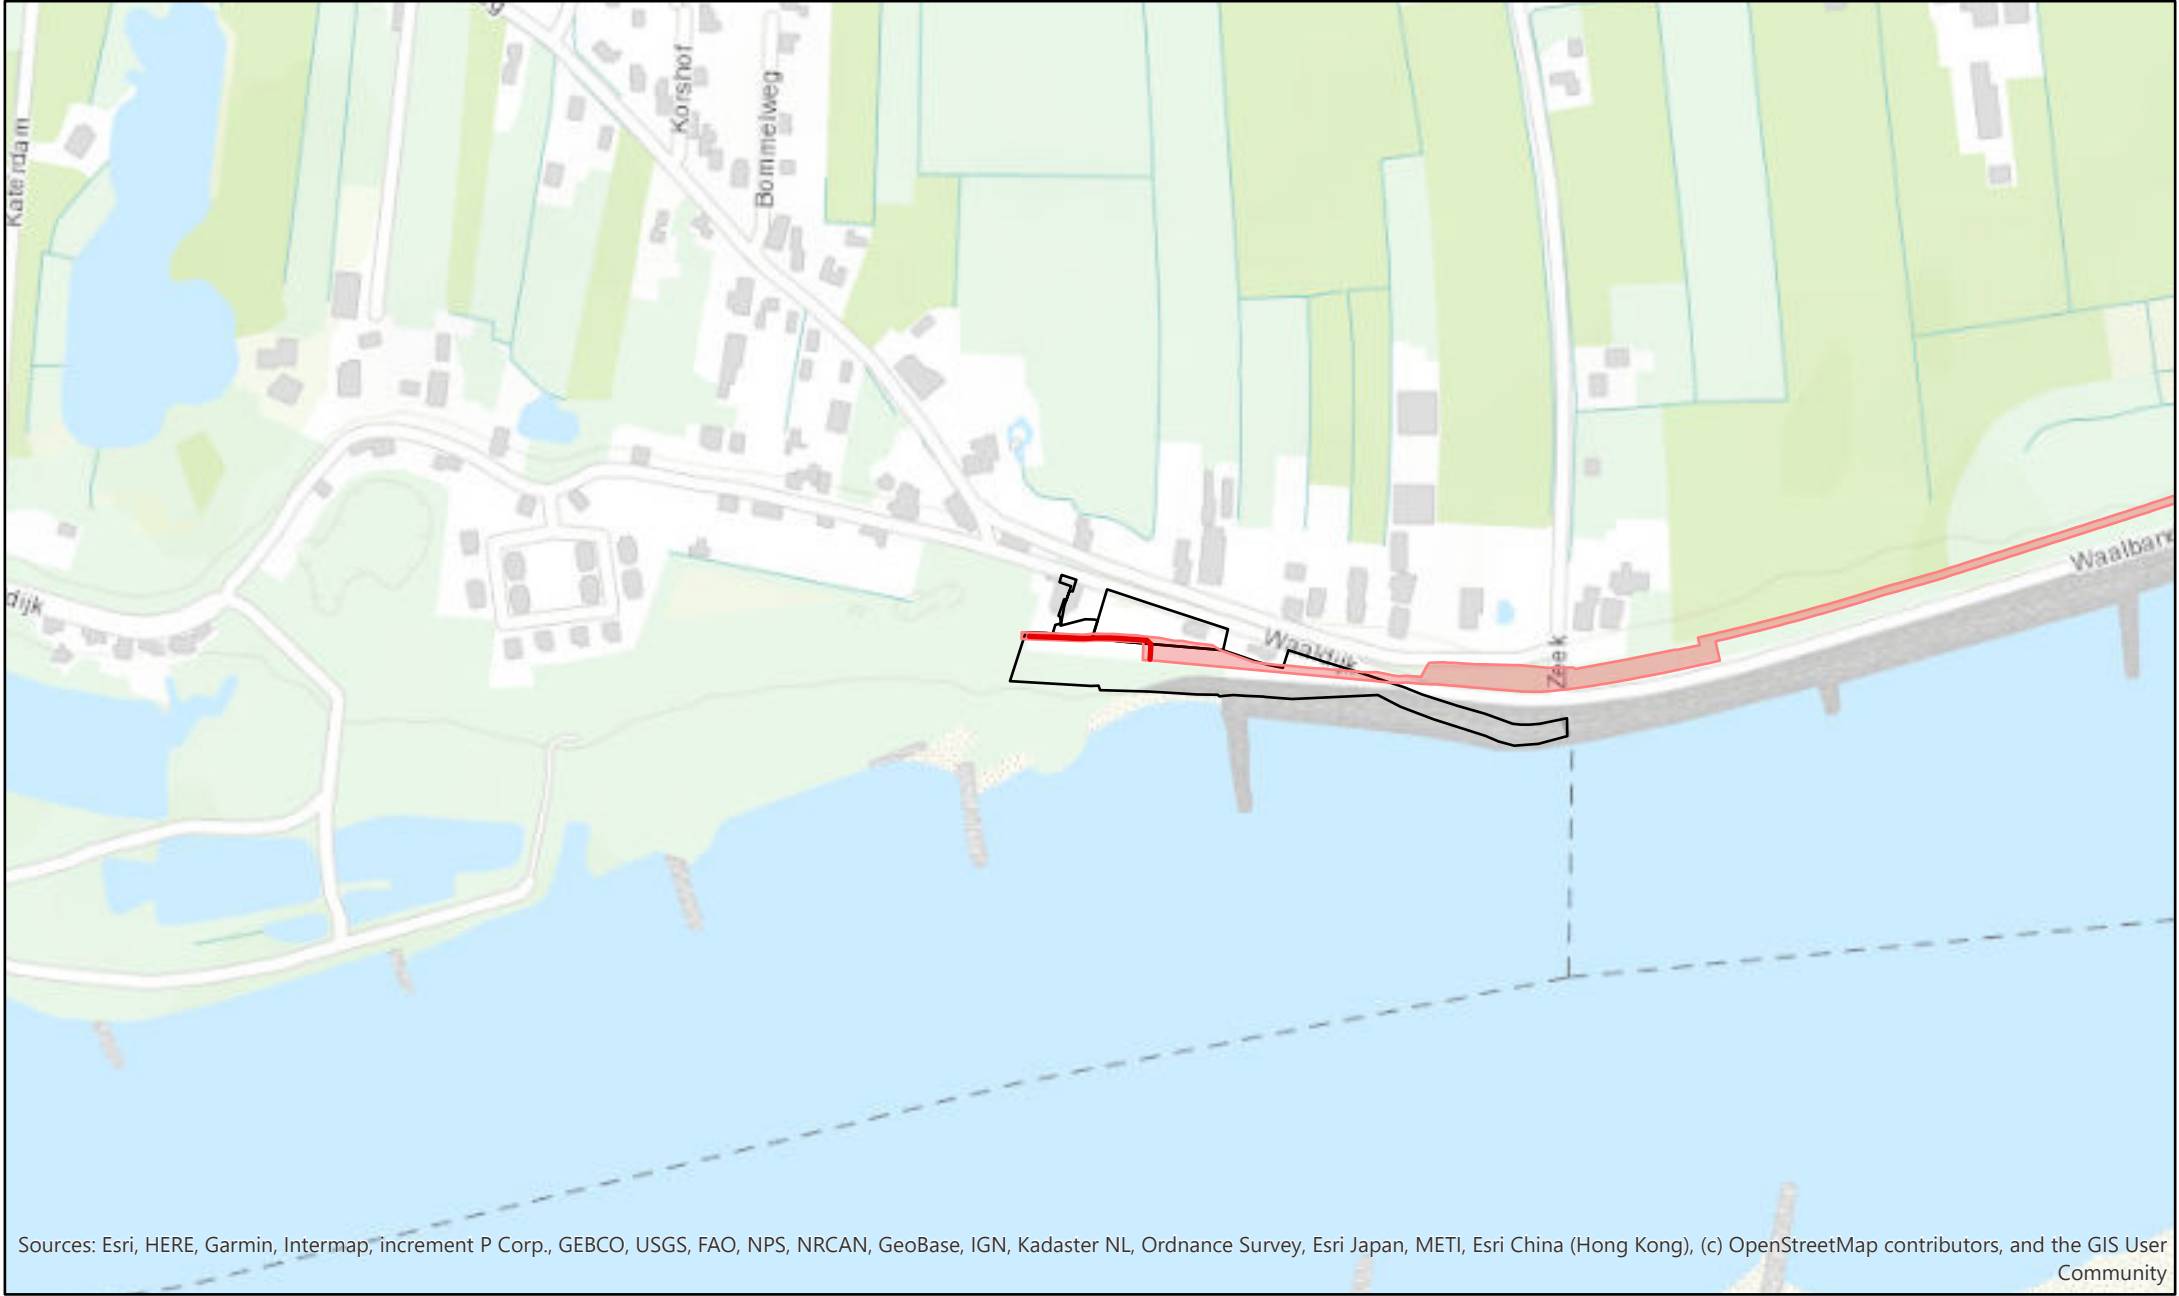 Korshof
Bommelweg
Katerdam
dijk
Waaldijk
Zeek
Waalban
Sources: Esri, HERE, Garmin, Intermap, increment P Corp., GEBCO, USGS, FAO, NPS, NRCAN, GeoBase, IGN, Kadaster NL, Ordnance Survey, Esri Japan, METI, Esri China (Hong Kong), (c) OpenStreetMap contributors, and the GIS User
Community